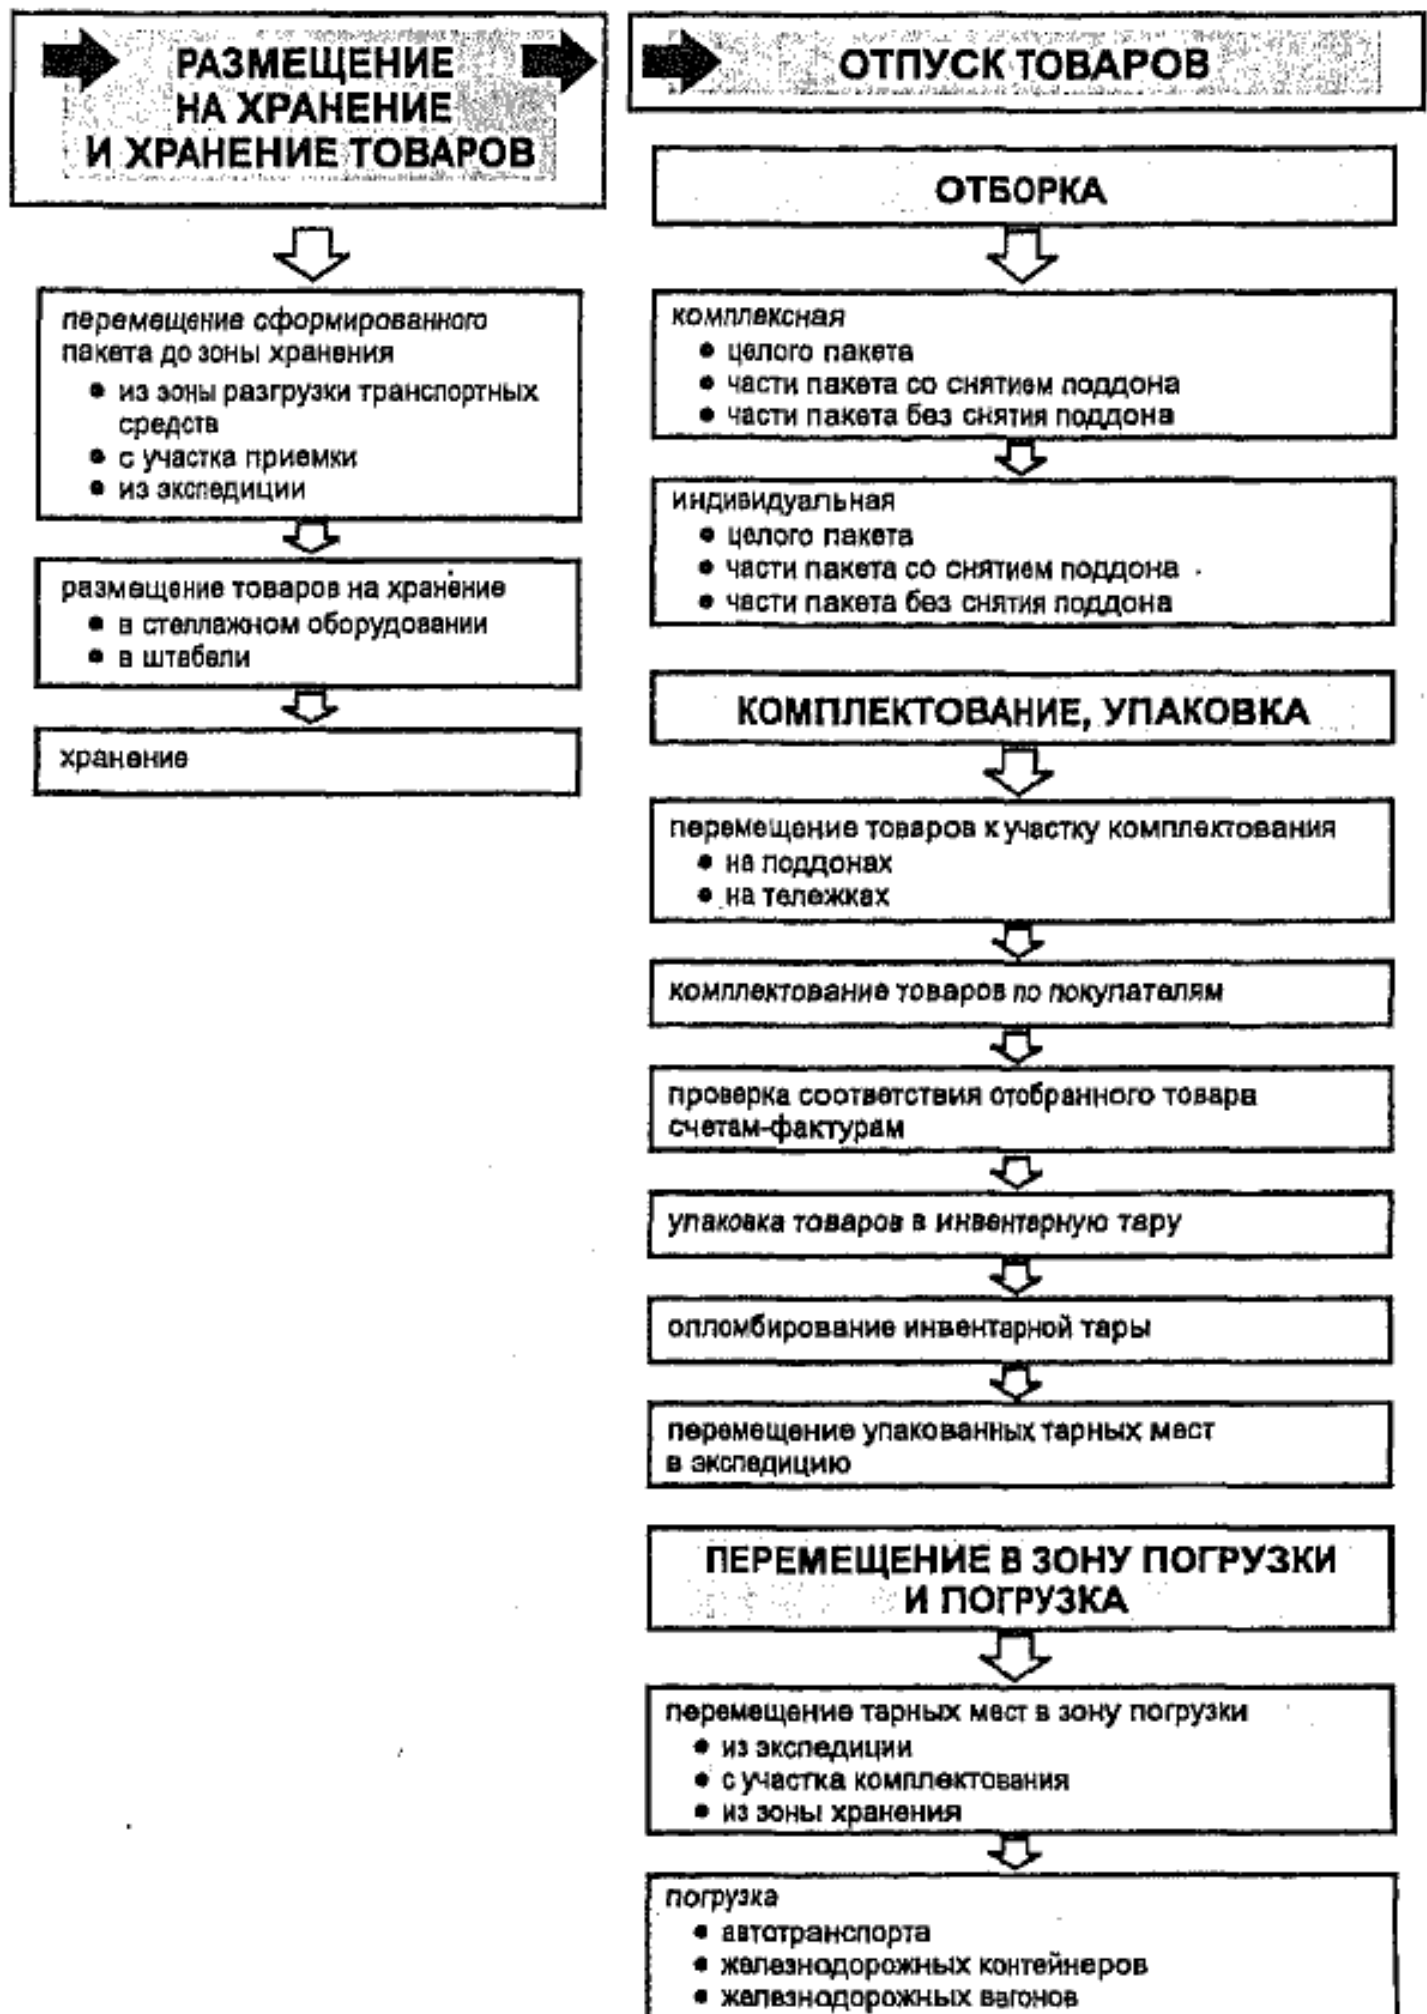 РАЗМЕЩЕНИЕ
НА ХРАНЕНИЕ
И ХРАНЕНИЕ ТОВАРОВ
перемещение сформированного
пакета до зоны хранения
● из зоны разгрузки транспортных
средств
● с участка приемки
● из экспедиции
размещение товаров на хранение
● в стеллажном оборудовании
● в штабели
хранение
ОТПУСК ТОВАРОВ
ОТБОРКА
комплексная
● целого пакета
● части пакета со снятием поддона
● части пакета без снятия поддона
индивидуальная
● целого пакета
● части пакета со снятием поддона
● части пакета без снятия поддона
КОМПЛЕКТОВАНИЕ, УПАКОВКА
перемещение товаров к участку комплектования
● на поддонах
● на тележках
комплектование товаров по покупателям
проверка соответствия отобранного товара
счетам-фактурам
упаковка товаров в инвентарную тару
опломбирование инвентарной тары
перемещение упакованных тарных мест
в экспедицию
ПЕРЕМЕЩЕНИЕ В ЗОНУ ПОГРУЗКИ
И ПОГРУЗКА
перемещение тарных мест в зону погрузки
● из экспедиции
● с участка комплектования
● из зоны хранения
погрузка
● автотранспорта
● железнодорожных контейнеров
● железнодорожных вагонов